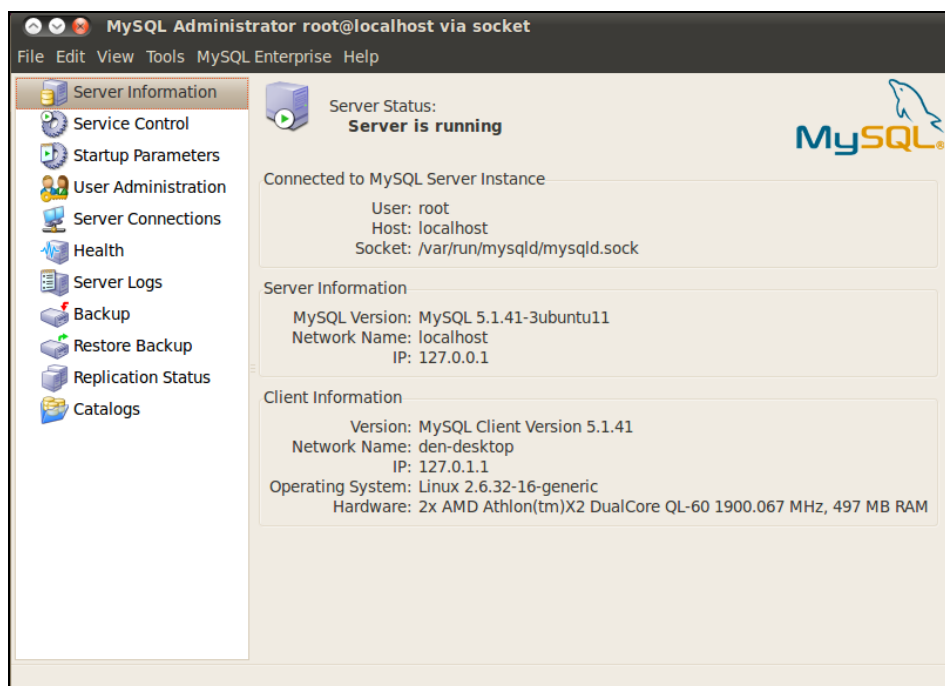 MySQL Administrator root@localhost via socket
File Edit View Tools MySQL Enterprise Help
Server Information
Service Control
Startup Parameters
User Administration
Server Connections
Health
Server Logs
Backup
Restore Backup
Replication Status
Catalogs
Server Status:
Server is running
MySQL®
Connected to MySQL Server Instance
User: root
Host: localhost
Socket: /var/run/mysqld/mysqld.sock
Server Information
MySQL Version: MySQL 5.1.41-3ubuntu11
Network Name: localhost
IP: 127.0.0.1
Client Information
Version: MySQL Client Version 5.1.41
Network Name: den-desktop
IP: 127.0.1.1
Operating System: Linux 2.6.32-16-generic
Hardware: 2x AMD Athlon(tm)X2 DualCore QL-60 1900.067 MHz, 497 MB RAM